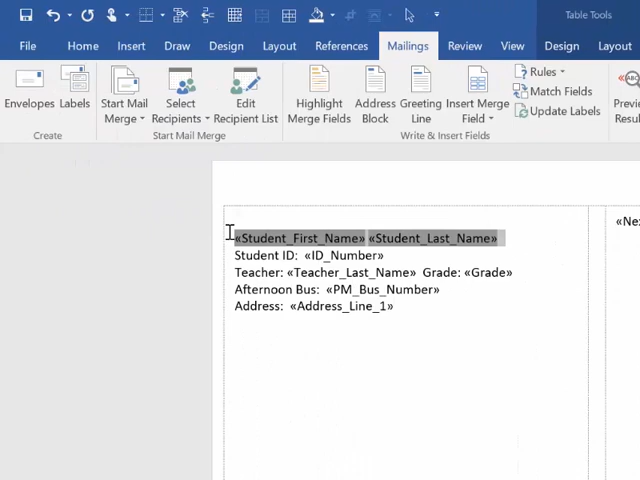 Table Tools
File Home Insert Draw Design Layout References Mailings Review View Design Layout
Envelopes Labels Start Mail Merge Select Recipients Edit Recipient List Highlight Merge Fields Address Block Greeting Line Insert Merge Field Rules
Match Fields
Update Labels
Create Start Mail Merge Write & Insert Fields
«Student_First_Name» «Student_Last_Name»
Student ID: «ID_Number»
Teacher: «Teacher_Last_Name» Grade: «Grade»
Afternoon Bus: «PM_Bus_Number»
Address: «Address_Line_1»